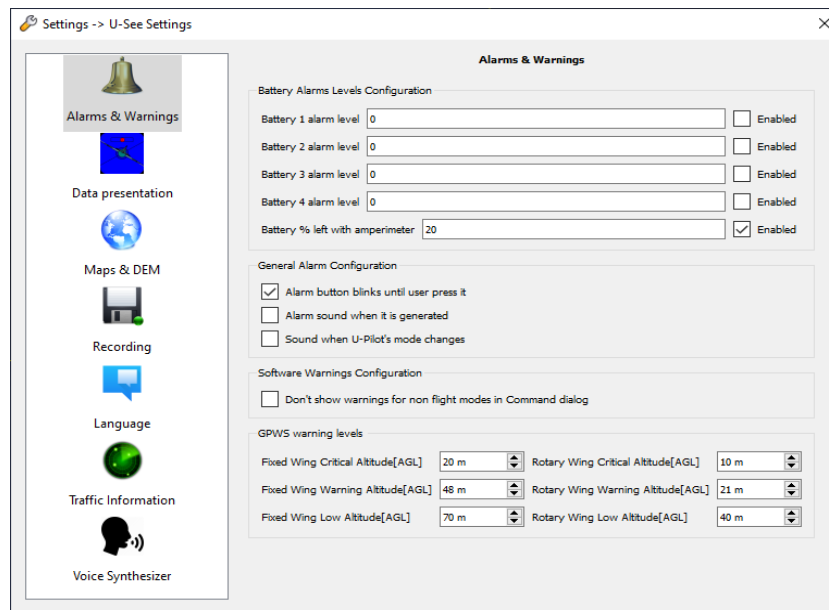 Settings -> U-See Settings
Alarms & Warnings
Data presentation
Maps & DEM
Recording
Language
Traffic Information
Voice Synthesizer
Alarms & Warnings
Battery Alarms Levels Configuration
Battery 1 alarm level 0 Enabled
Battery 2 alarm level 0 Enabled
Battery 3 alarm level 0 Enabled
Battery 4 alarm level 0 Enabled
Battery % left with amperimeter 20 Enabled
General Alarm Configuration
Alarm button blinks until user press it
Alarm sound when it is generated
Sound when U-Pilot's mode changes
Software Warnings Configuration
Don't show warnings for non flight modes in Command dialog
GPWS warning levels
Fixed Wing Critical Altitude[AGL] 20 m Rotary Wing Critical Altitude[AGL] 10 m
Fixed Wing Warning Altitude[AGL] 48 m Rotary Wing Warning Altitude[AGL] 21 m
Fixed Wing Low Altitude[AGL] 70 m Rotary Wing Low Altitude[AGL] 40 m